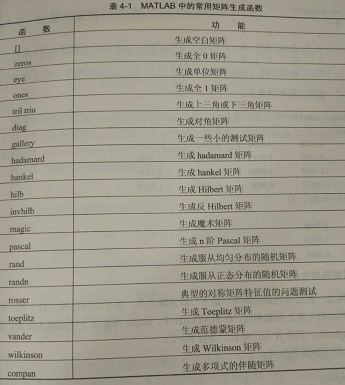 表 4-1 MATLAB 中的常用矩阵生成函数
函 数 功 能
[] 生成空白矩阵
zeros 生成全 0 矩阵
eye 生成单位矩阵
ones 生成全 1 矩阵
tril triu 生成上三角或下三角矩阵
diag 生成对角矩阵
gallery 生成一些小的测试矩阵
hadamard 生成 hadamard 矩阵
hankel 生成 hankel 矩阵
hilb 生成 Hilbert 矩阵
invhilb 生成反 Hilbert 矩阵
magic 生成魔术矩阵
pascal 生成 n 阶 Pascal 矩阵
rand 生成服从均匀分布的随机矩阵
randn 生成服从正态分布的随机矩阵
rosser 典型的对称矩阵特征值的问题测试
toeplitz 生成 Toeplitz 矩阵
vander 生成范德蒙矩阵
wilkinson 生成 Wilkinson 矩阵
compan 生成多项式的伴随矩阵